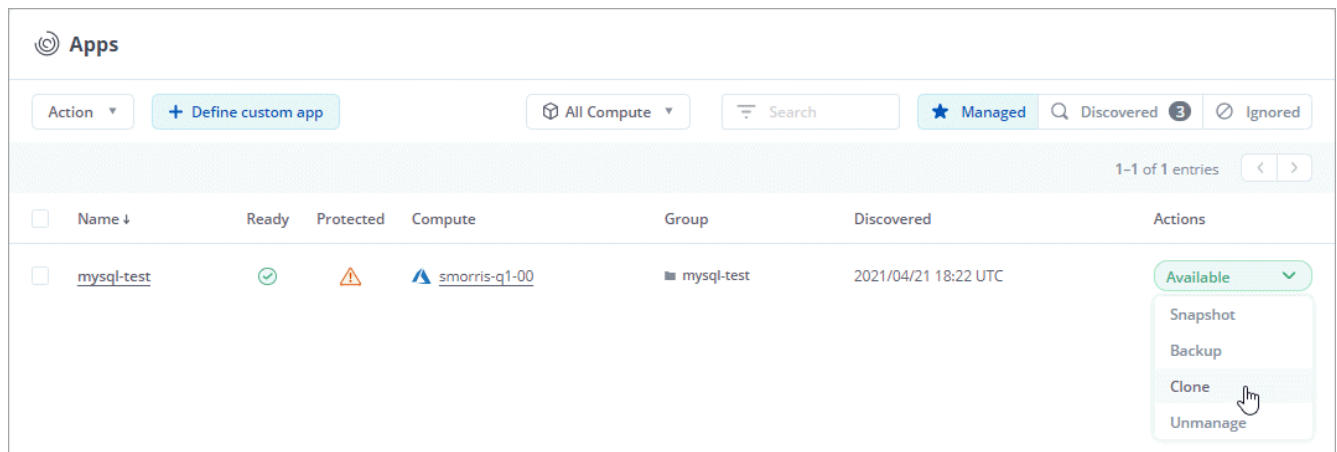 Apps
Action + Define custom app All Compute Search Managed Discovered 3 Ignored
1–1 of 1 entries < >
Name ↓ Ready Protected Compute Group Discovered Actions
mysql-test smorris-q1-00 mysql-test 2021/04/21 18:22 UTC Available
Snapshot
Backup
Clone
Unmanage